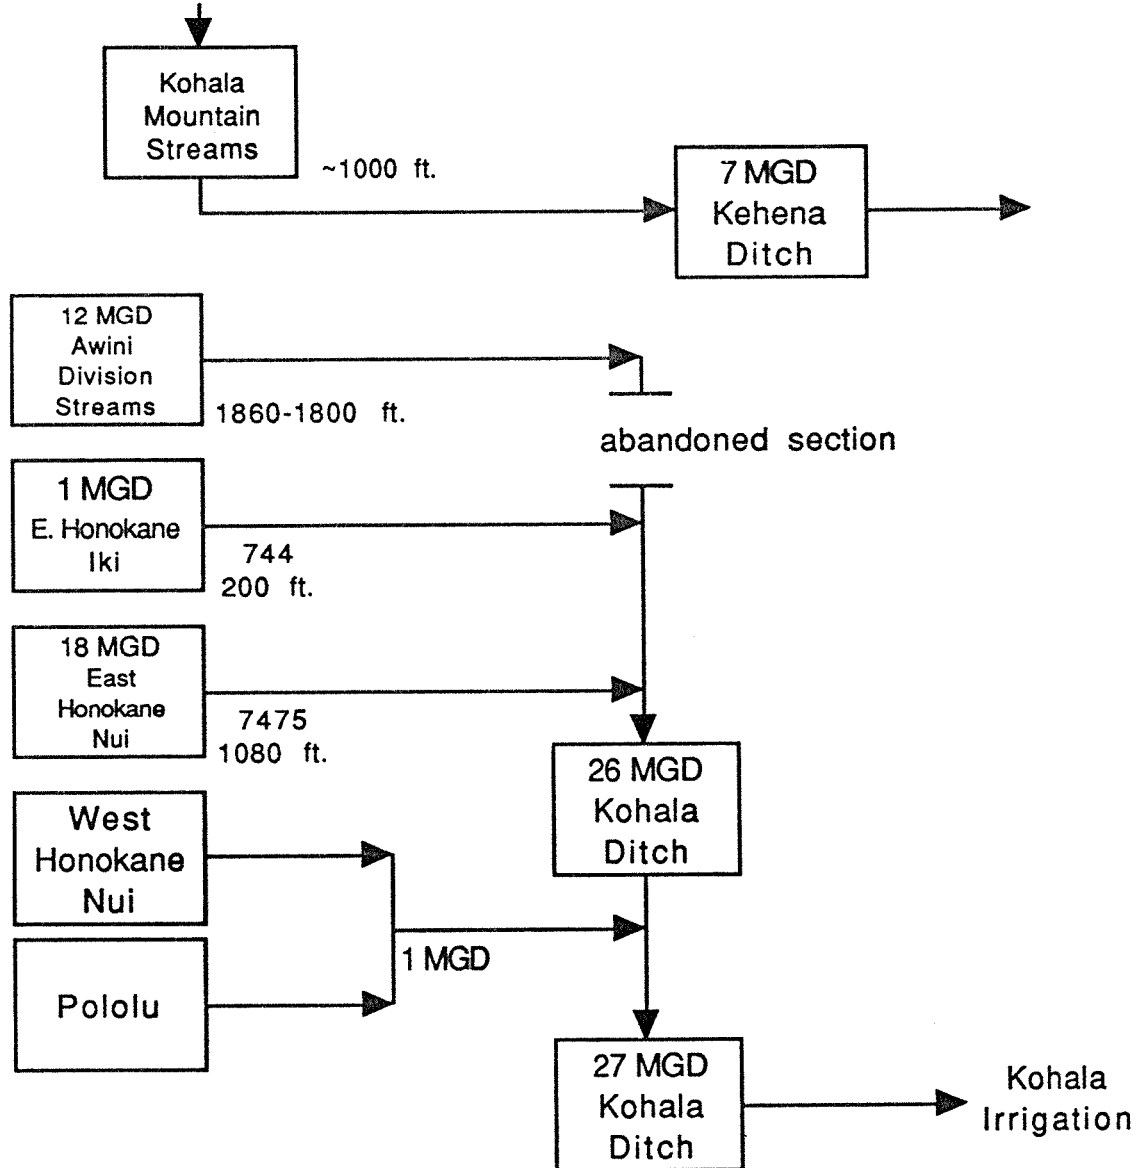 Kohala
Mountain
Streams
~1000 ft.
7 MGD
Kehena
Ditch
12 MGD
Awini
Division
Streams
1860-1800 ft.
abandoned section
1 MGD
E. Honokane
Iki
744
200 ft.
18 MGD
East
Honokane
Nui
7475
1080 ft.
26 MGD
Kohala
Ditch
West
Honokane
Nui
1 MGD
Pololu
27 MGD
Kohala
Ditch
Kohala
Irrigation